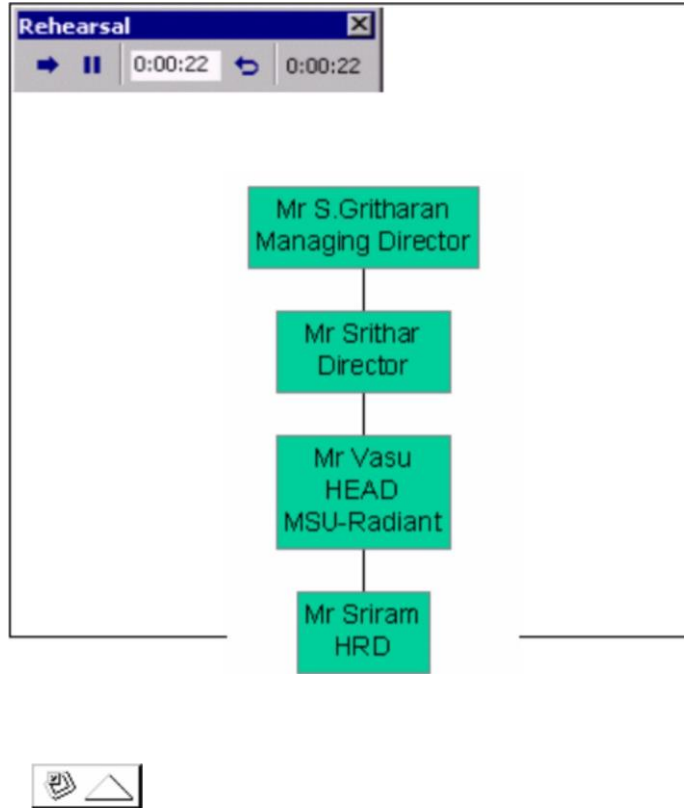 Rehearsal
0:00:22 0:00:22
Mr S.Gritharan
Managing Director
Mr Srithar
Director
Mr Vasu
HEAD
MSU-Radiant
Mr Sriram
HRD